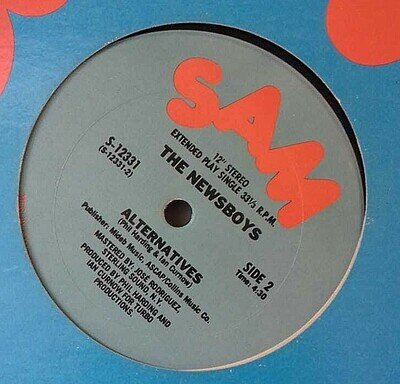 SAM
12" STEREO
EXTENDED PLAY SINGLE 33⅓ R.P.M.
THE NEWSBOYS
S-12331
(S-12331-2)
SIDE 2
Time: 4:30
ALTERNATIVES
(Phil Harding & Ian Curnow)
Publisher: Mideb Music, ASCAP/Collins Music Co.
MASTERED BY: JOSÉ RODRIGUEZ,
STERLING SOUND, N.Y.
PRODUCED BY PHIL HARDING AND
IAN CURNOW FOR TURBO
PRODUCTIONS.